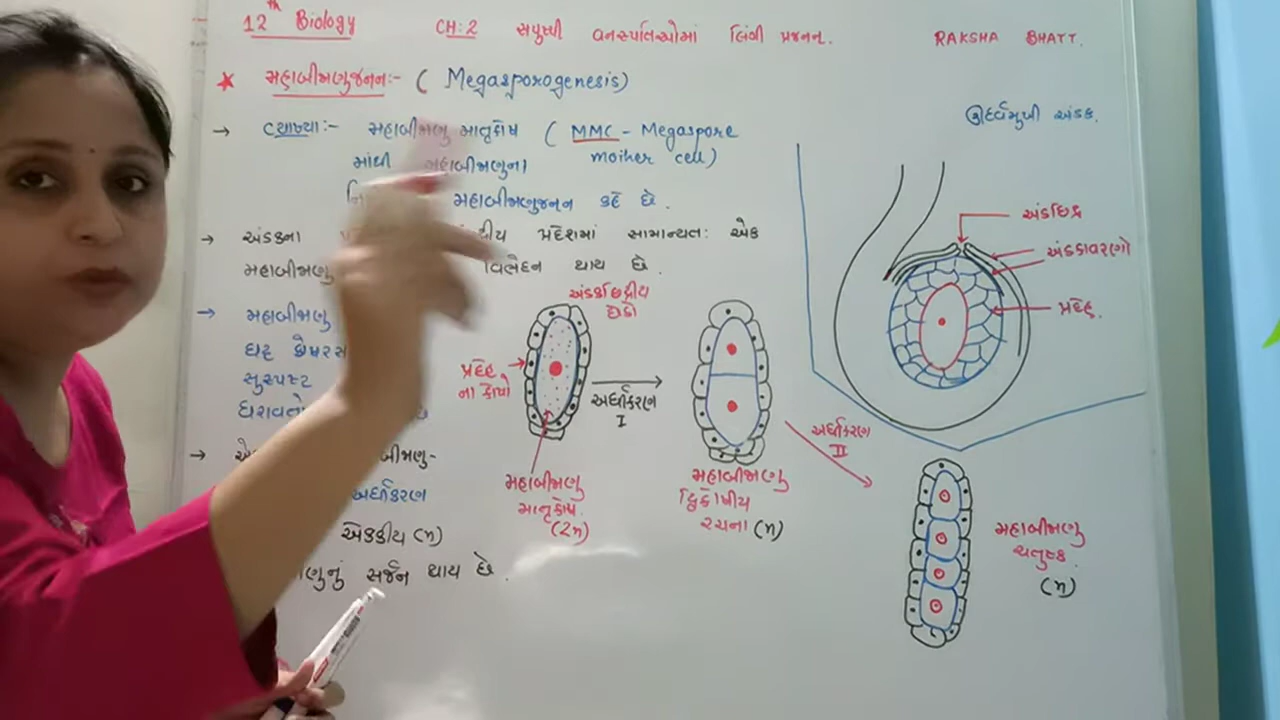 12th Biology CH:2 સપુષ્પી વનસ્પતિઓમાં લિંગી પ્રજનન. RAKSHA BHATT.
★ મહાબીજાણુજનન:- ( Megasporogenesis)
→ વ્યાખ્યા:- મહાબીજાણુ માતૃકોષ ( MMC - Megaspore
માંથી મહાબીજાણુના mother cell)
મહાબીજાણુજનન કહે છે.
→ અંડકના પ્રદેશમાં સામાન્યત: એક
મહાબીજાણુ વિભેદન થાય છે.
→ મહાબીજાણુ
ઘટ્ટ કોષરસ
સુસ્પષ્ટ
ધરાવતો
→
અર્ધીકરણ
એકકીય (n)
સર્જન થાય છે.
અંડકછિદ્રીય
છેડો
પ્રદેહ
ના કોષો
મહાબીજાણુ
માતૃકોષ
(2n)
અર્ધીકરણ
I
મહાબીજાણુ
દ્વિકોષીય
રચના (n)
અર્ધીકરણ
II
મહાબીજાણુ
ચતુષ્ક
(n)
ઊર્ધ્વમુખી અંડક.
અંડછિદ્ર
અંડકાવરણો
પ્રદેહ.